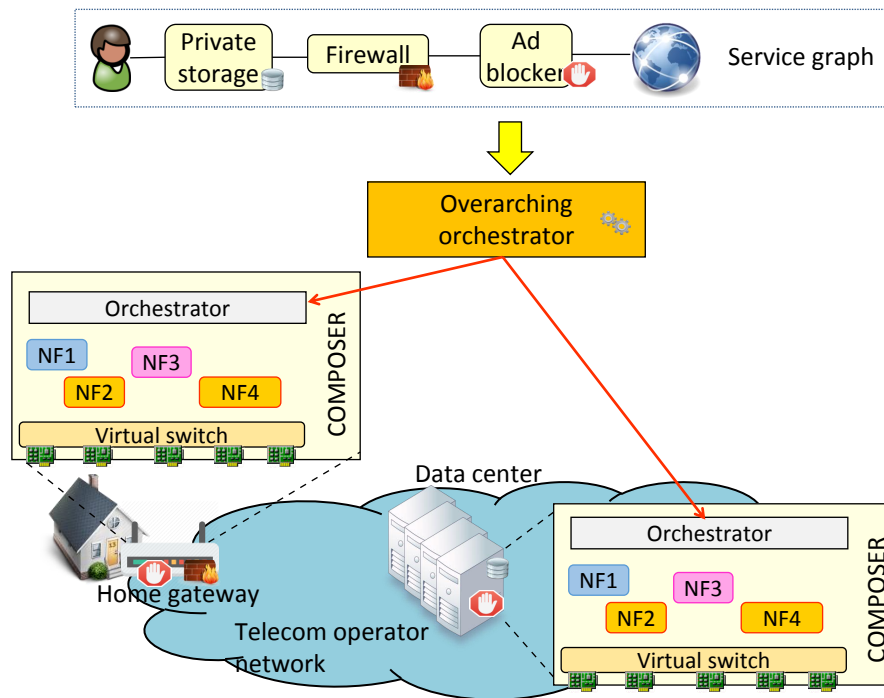 Private
storage
Firewall
Ad
blocker
Service graph
Overarching
orchestrator
Orchestrator
NF1
NF3
NF2
NF4
Virtual switch
COMPOSER
Data center
Home gateway
Telecom operator
network
Orchestrator
NF1
NF3
NF2
NF4
Virtual switch
COMPOSER